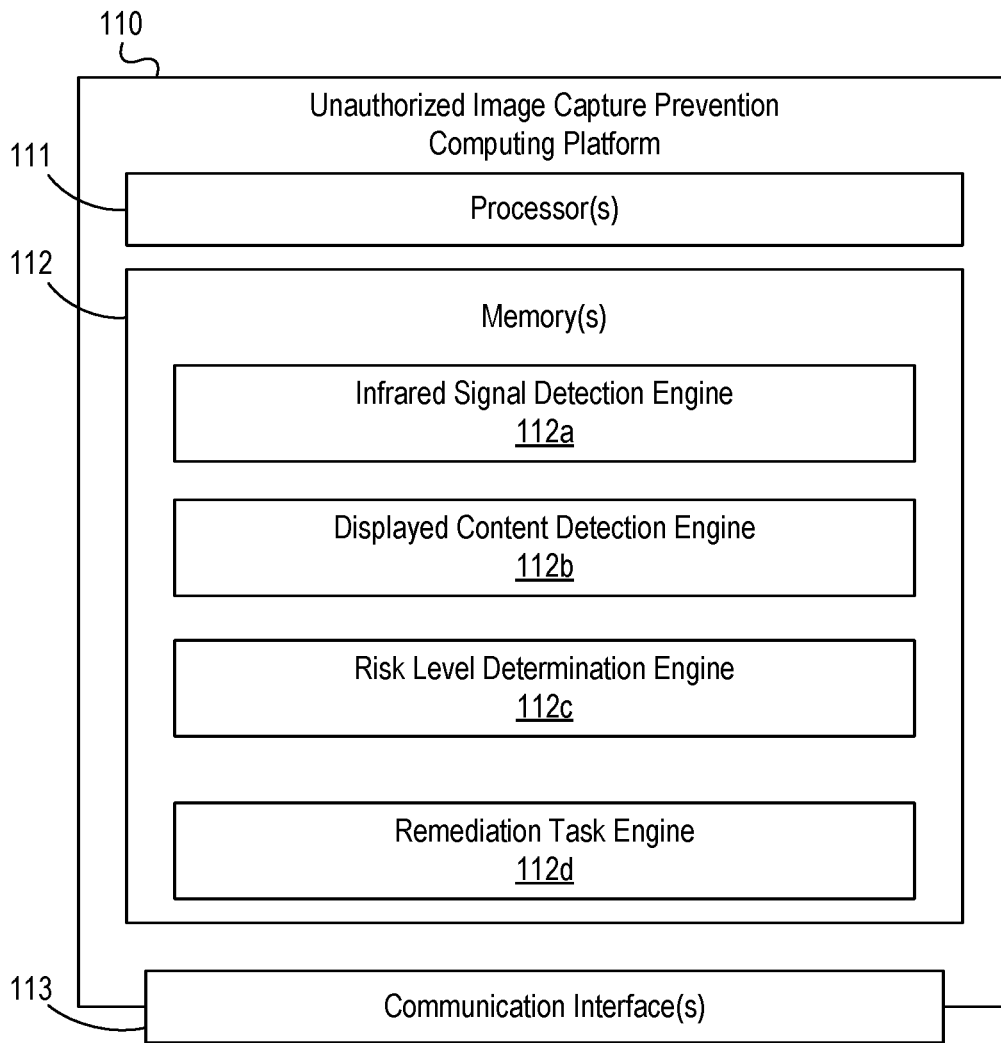 110
Unauthorized Image Capture Prevention
Computing Platform
111
Processor(s)
112
Memory(s)
Infrared Signal Detection Engine
112a
Displayed Content Detection Engine
112b
Risk Level Determination Engine
112c
Remediation Task Engine
112d
113
Communication Interface(s)